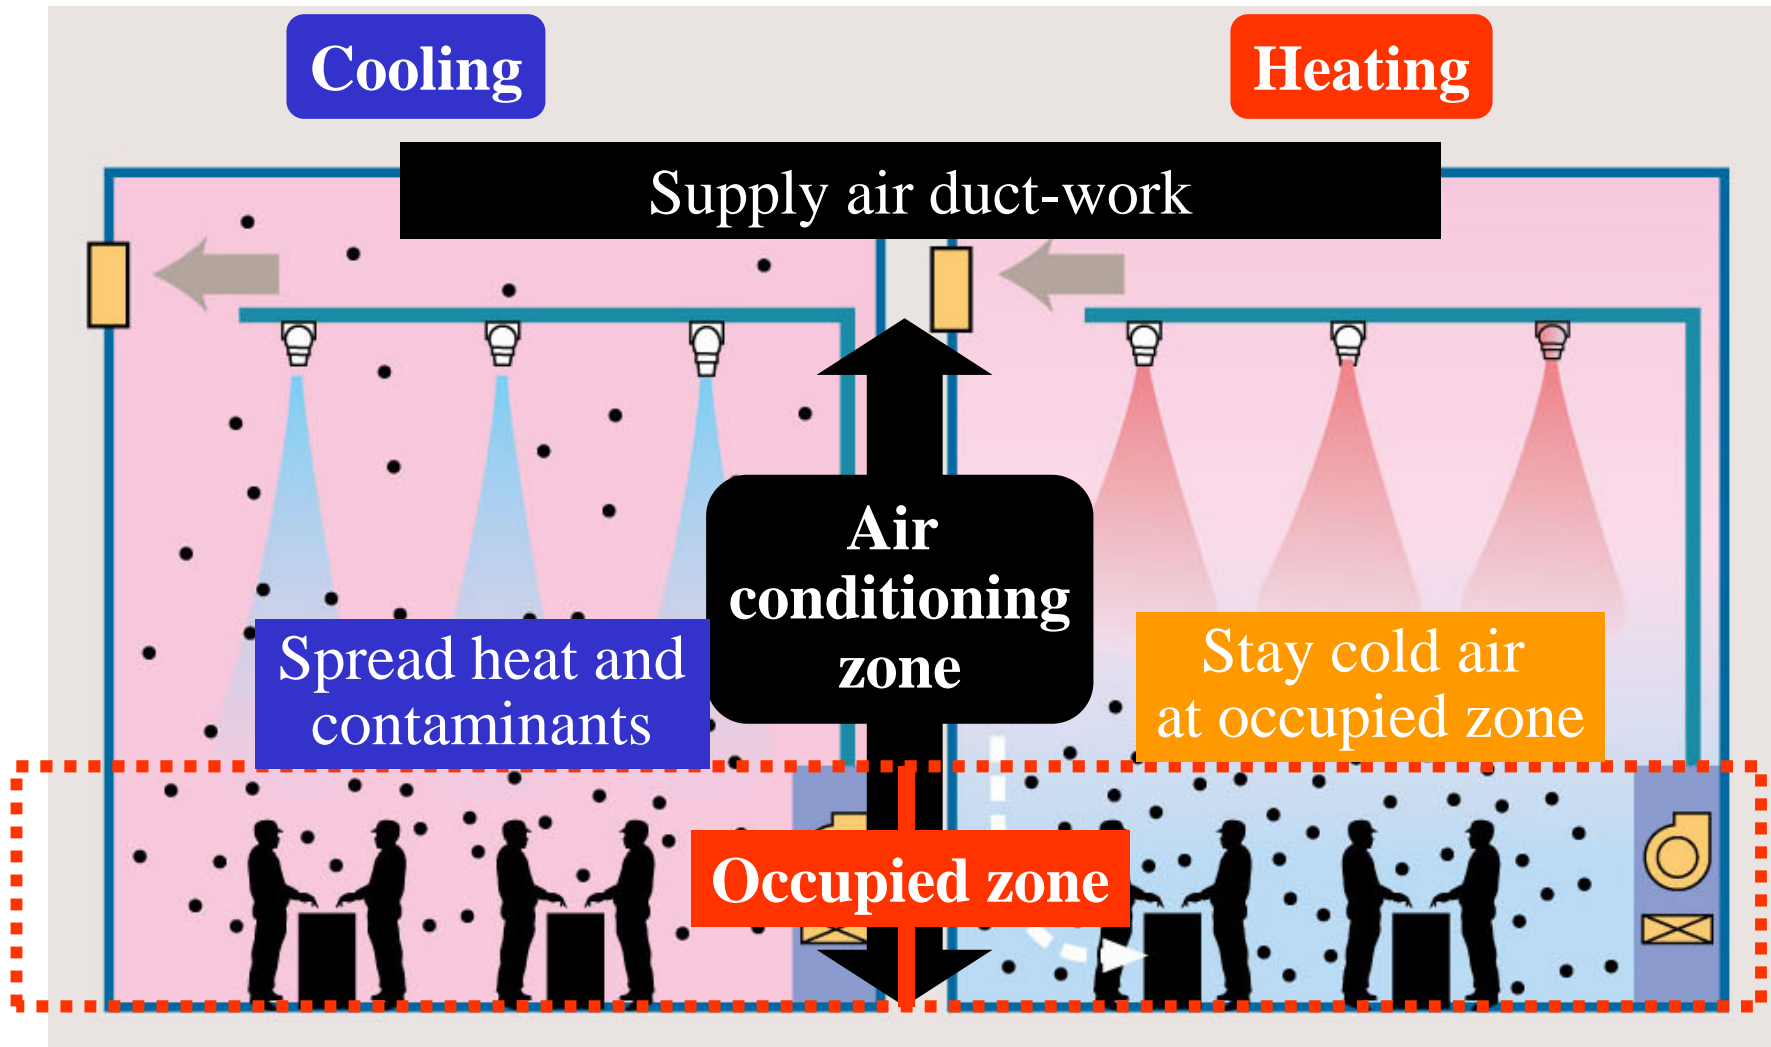 Cooling
Heating
Supply air duct-work
Air
conditioning
zone
Spread heat and
contaminants
Stay cold air
at occupied zone
Occupied zone